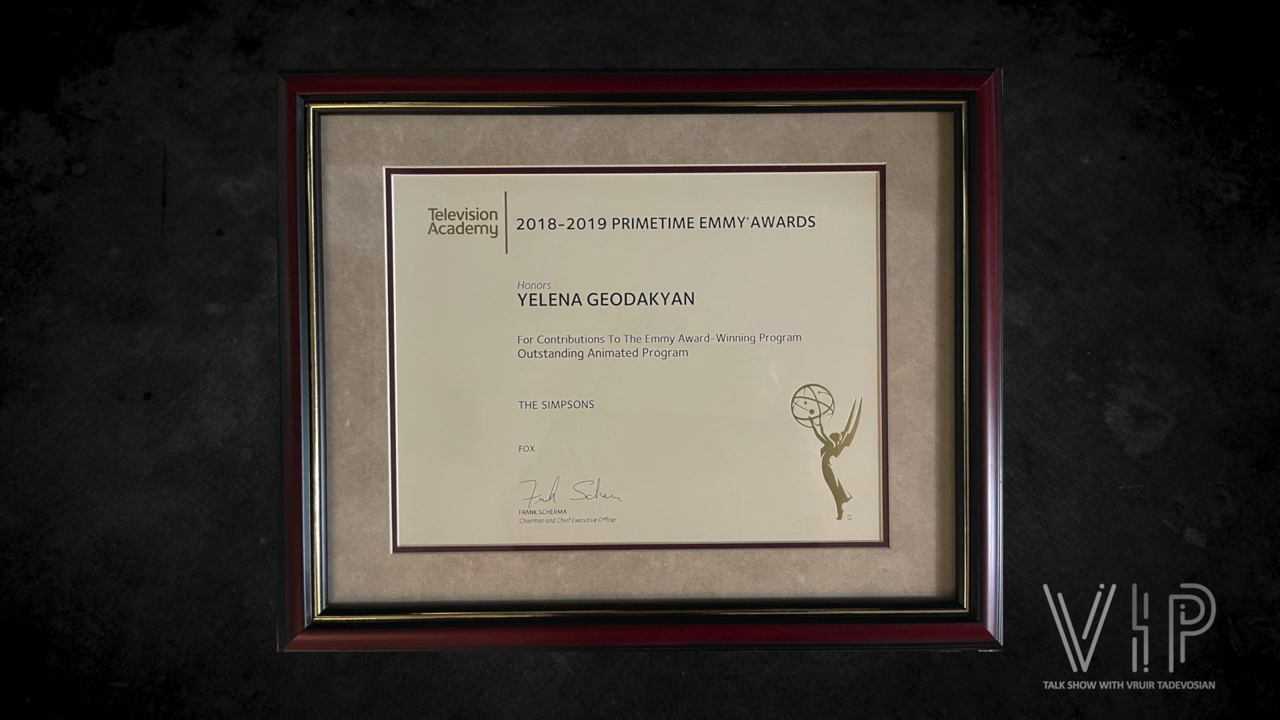 Television
Academy
2018-2019 PRIMETIME EMMY® AWARDS
Honors
YELENA GEODAKYAN
For Contributions To The Emmy Award-Winning Program
Outstanding Animated Program
THE SIMPSONS
FOX
FRANK SCHERMA
Chairman and Chief Executive Officer
VIP
TALK SHOW WITH VRUIR TADEVOSIAN